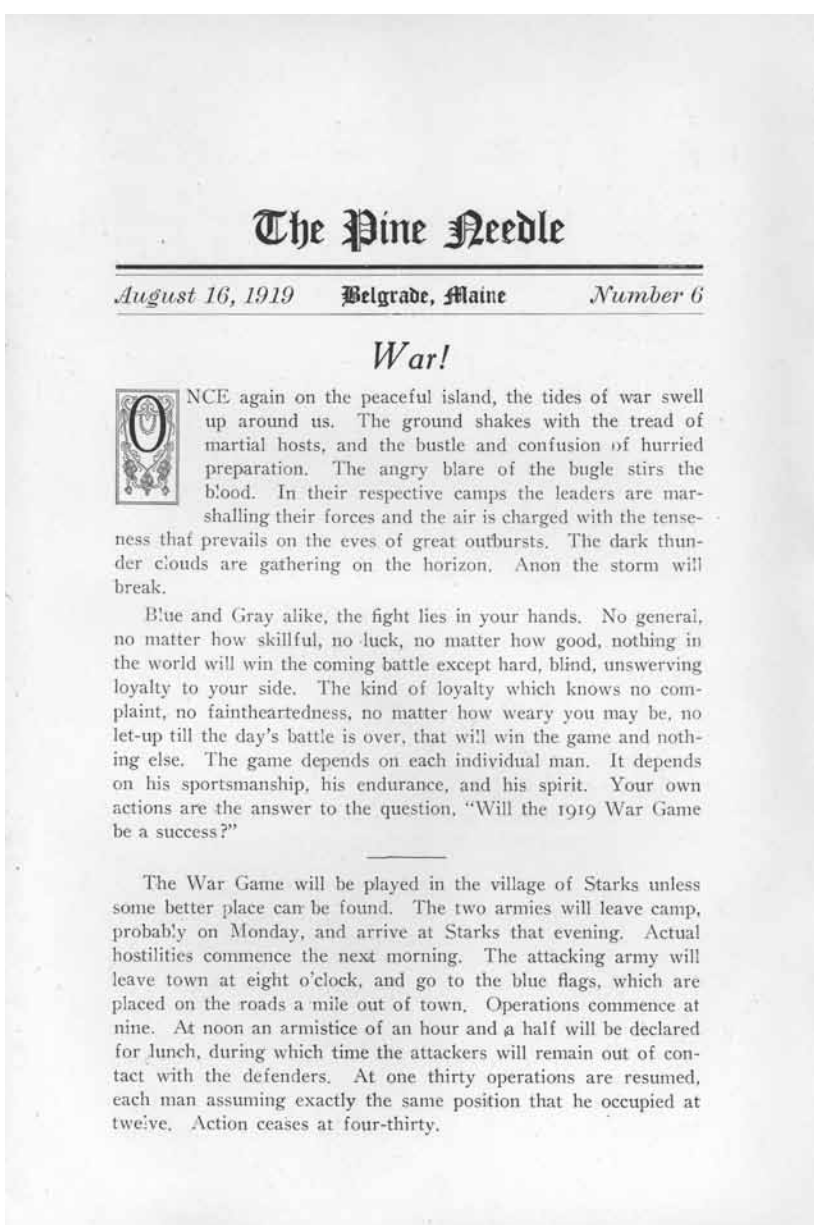 The Pine Needle
August 16, 1919 Belgrade, Maine Number 6
War!
ONCE again on the peaceful island, the tides of war swell
up around us. The ground shakes with the tread of
martial hosts, and the bustle and confusion of hurried
preparation. The angry blare of the bugle stirs the
blood. In their respective camps the leaders are mar-
shalling their forces and the air is charged with the tense-
ness that prevails on the eves of great outbursts. The dark thun-
der clouds are gathering on the horizon. Anon the storm will
break.
Blue and Gray alike, the fight lies in your hands. No general,
no matter how skillful, no luck, no matter how good, nothing in
the world will win the coming battle except hard, blind, unswerving
loyalty to your side. The kind of loyalty which knows no com-
plaint, no faintheartedness, no matter how weary you may be, no
let-up till the day's battle is over, that will win the game and noth-
ing else. The game depends on each individual man. It depends
on his sportsmanship, his endurance, and his spirit. Your own
actions are the answer to the question, "Will the 1919 War Game
be a success?"
The War Game will be played in the village of Starks unless
some better place can be found. The two armies will leave camp,
probably on Monday, and arrive at Starks that evening. Actual
hostilities commence the next morning. The attacking army will
leave town at eight o'clock, and go to the blue flags, which are
placed on the roads a mile out of town. Operations commence at
nine. At noon an armistice of an hour and a half will be declared
for lunch, during which time the attackers will remain out of con-
tact with the defenders. At one thirty operations are resumed,
each man assuming exactly the same position that he occupied at
twelve. Action ceases at four-thirty.